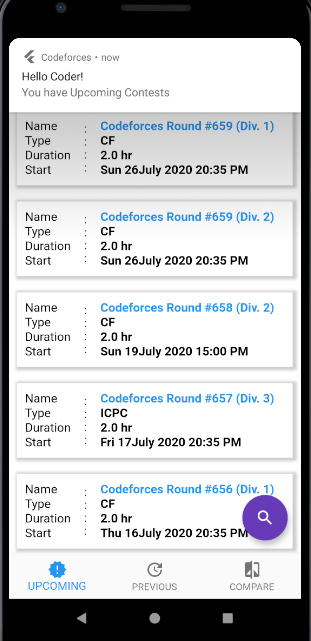 Codeforces • now
Hello Coder!
You have Upcoming Contests
Name : Codeforces Round #659 (Div. 1)
Type : CF
Duration : 2.0 hr
Start : Sun 26July 2020 20:35 PM
Name : Codeforces Round #659 (Div. 2)
Type : CF
Duration : 2.0 hr
Start : Sun 26July 2020 20:35 PM
Name : Codeforces Round #658 (Div. 2)
Type : CF
Duration : 2.0 hr
Start : Sun 19July 2020 15:00 PM
Name : Codeforces Round #657 (Div. 3)
Type : ICPC
Duration : 2.0 hr
Start : Fri 17July 2020 20:35 PM
Name : Codeforces Round #656 (Div. 1)
Type : CF
Duration : 2.0 hr
Start : Thu 16July 2020 20:35 PM
UPCOMING PREVIOUS COMPARE